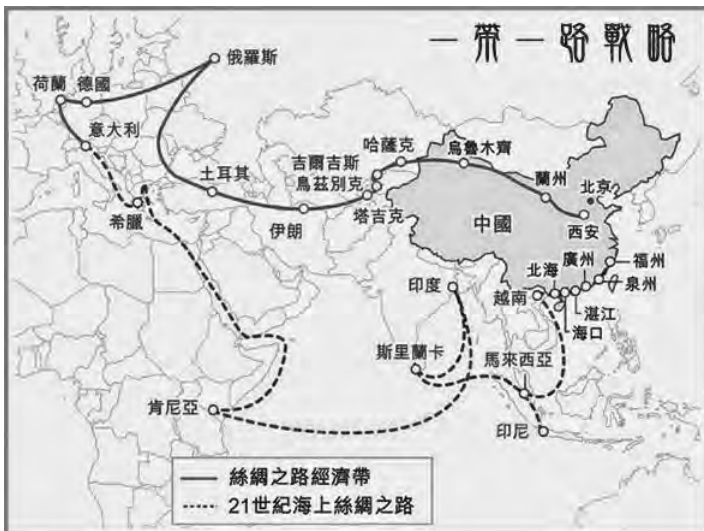 一帶一路戰略
俄羅斯
荷蘭
德國
意大利
希臘
土耳其
伊朗
吉爾吉斯
烏茲別克
塔吉克
哈薩克
烏魯木齊
蘭州
北京
西安
中國
福州
泉州
廣州
湛江
海口
北海
越南
印度
斯里蘭卡
馬來西亞
印尼
肯尼亞
絲綢之路經濟帶
21世紀海上絲綢之路